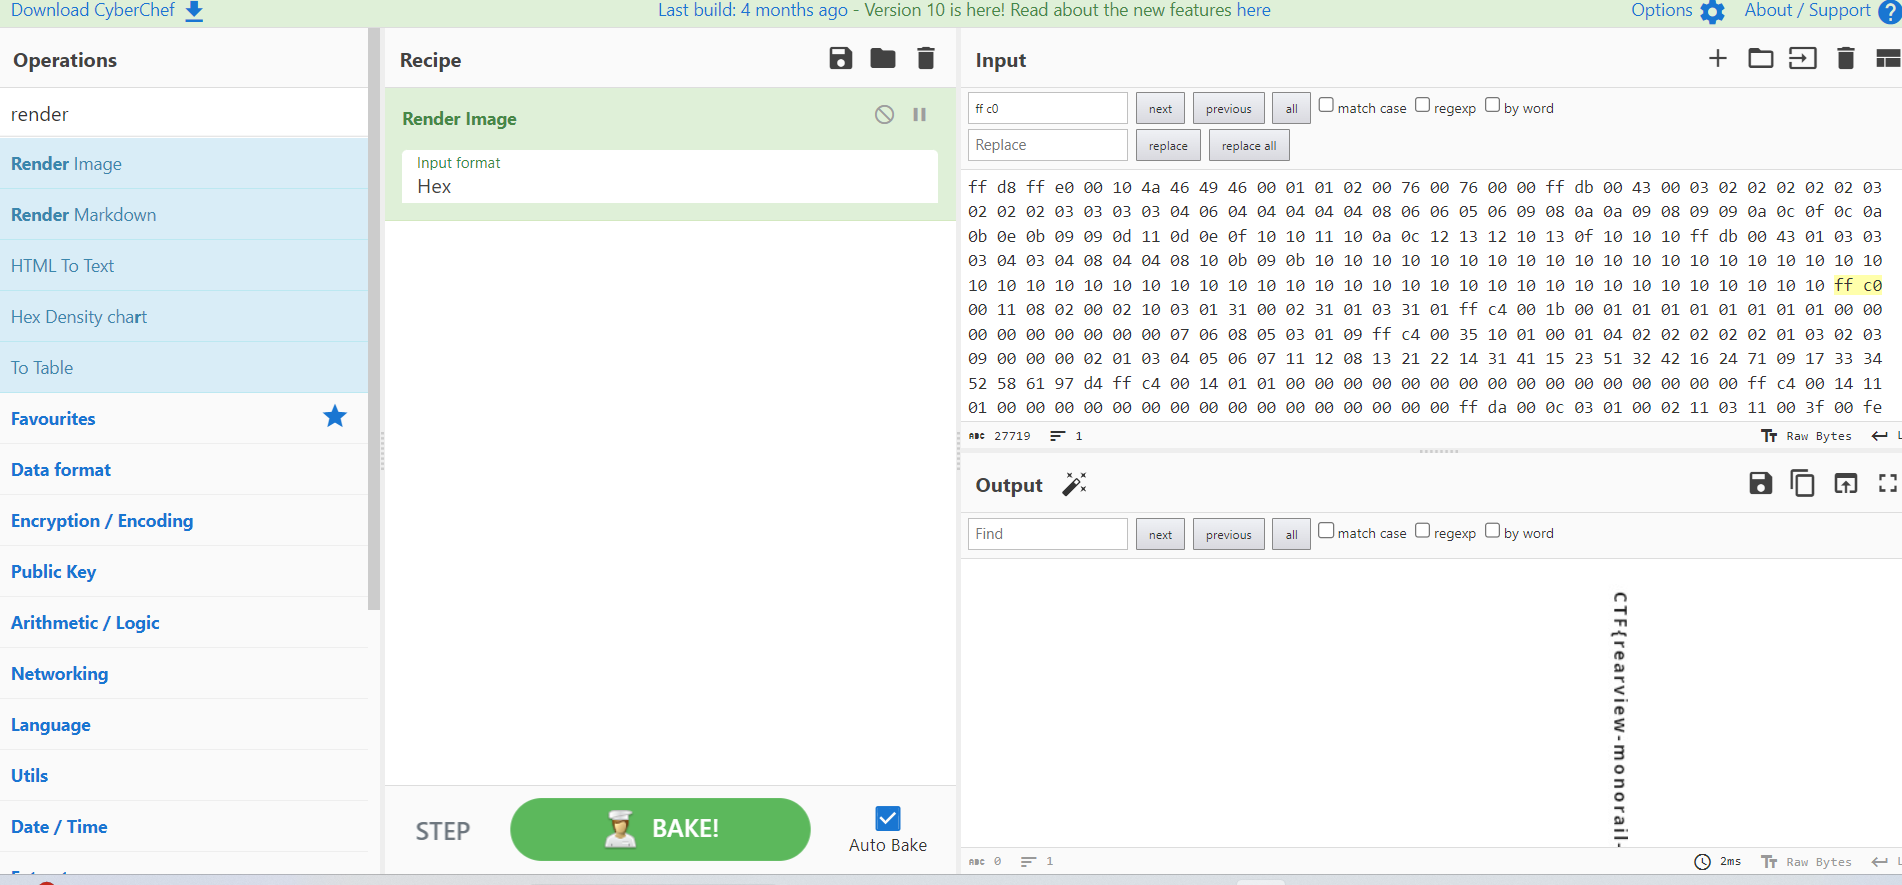 Download CyberChef
Last build: 4 months ago - Version 10 is here! Read about the new features here
Options
About / Support
Operations
render
Render Image
Render Markdown
HTML To Text
Hex Density chart
To Table
Favourites
Data format
Encryption / Encoding
Public Key
Arithmetic / Logic
Networking
Language
Utils
Date / Time
Recipe
Render Image
Input format
Hex
STEP
BAKE!
Auto Bake
Input
ff c0
next previous all match case regexp by word
Replace
replace replace all
ff d8 ff e0 00 10 4a 46 49 46 00 01 01 02 00 76 00 76 00 00 ff db 00 43 00 03 02 02 02 02 02 03
02 02 02 03 03 03 03 04 06 04 04 04 04 04 08 06 06 05 06 09 08 0a 0a 09 08 09 09 0a 0c 0f 0c 0a
0b 0e 0b 09 09 0d 11 0d 0e 0f 10 10 11 10 0a 0c 12 13 12 10 13 0f 10 10 10 ff db 00 43 01 03 03
03 04 03 04 08 04 04 08 10 0b 09 0b 10 10 10 10 10 10 10 10 10 10 10 10 10 10 10 10 10 10 10 10
10 10 10 10 10 10 10 10 10 10 10 10 10 10 10 10 10 10 10 10 10 10 10 10 10 10 10 10 10 10 ff c0
00 11 08 02 00 02 10 03 01 31 00 02 31 01 03 31 01 ff c4 00 1b 00 01 01 01 01 01 01 01 01 00 00
00 00 00 00 00 00 00 07 06 08 05 03 01 09 ff c4 00 35 10 01 00 01 04 02 02 02 02 02 01 03 02 03
09 00 00 00 02 01 03 04 05 06 07 11 12 08 13 21 22 14 31 41 15 23 51 32 42 16 24 71 09 17 33 34
52 58 61 97 d4 ff c4 00 14 01 01 00 00 00 00 00 00 00 00 00 00 00 00 00 00 00 00 ff c4 00 14 11
01 00 00 00 00 00 00 00 00 00 00 00 00 00 00 00 00 ff da 00 0c 03 01 00 02 11 03 11 00 3f 00 fe
27719 1
Raw Bytes
Output
Find
next previous all match case regexp by word
CTF{rearview-monorail-
0 1
2ms
Raw Bytes